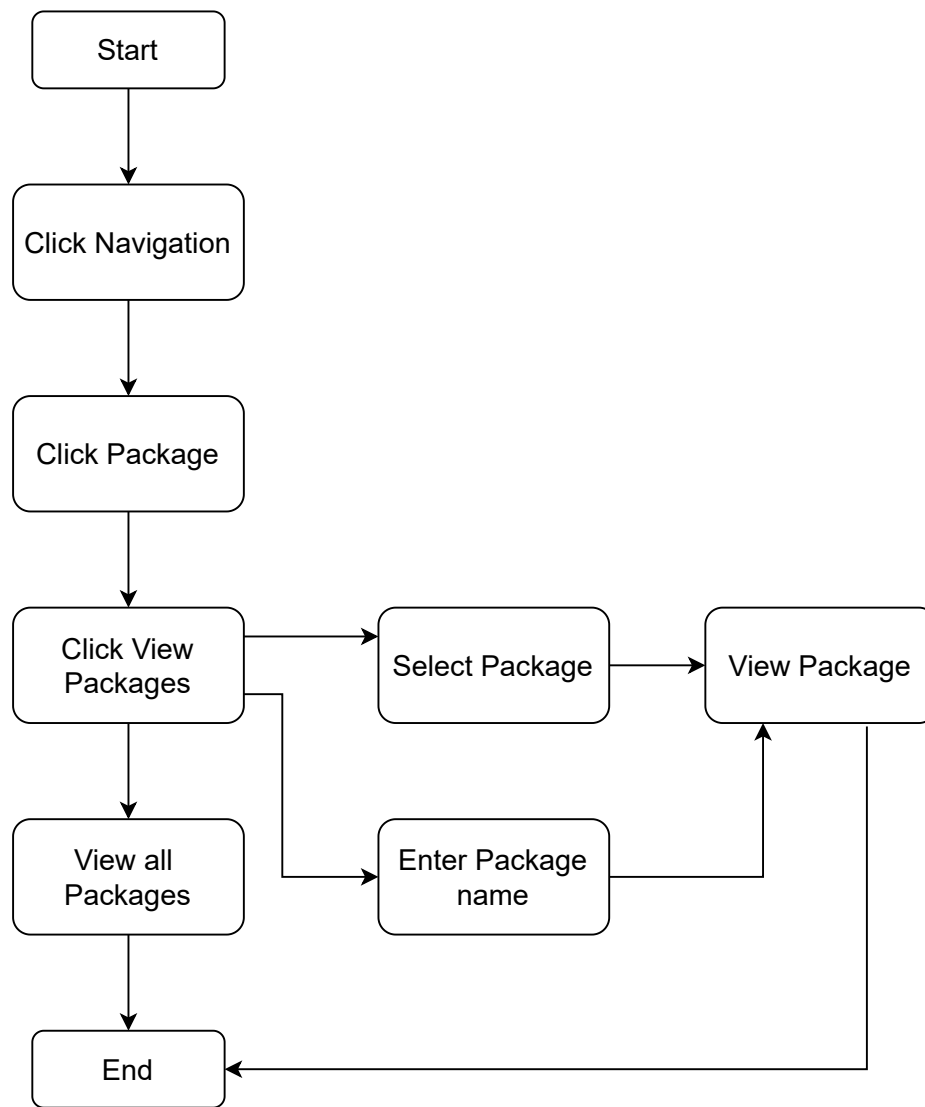 Start
Click Navigation
Click Package
Click View
Packages
Select Package
View Package
View all
Packages
Enter Package
name
End